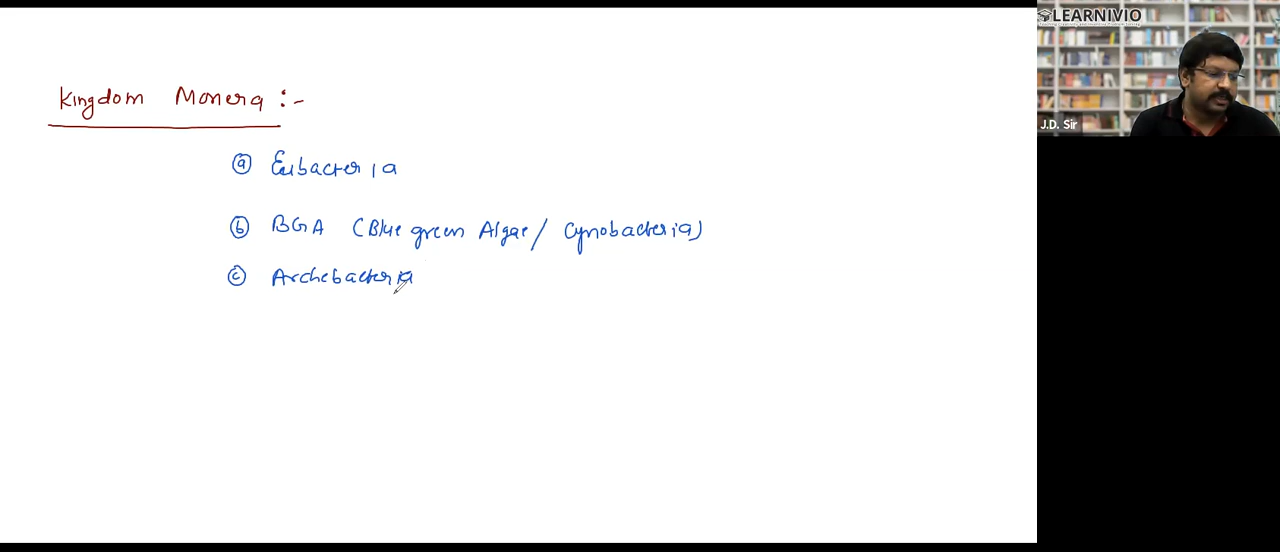 Kingdom Monera :-
ⓐ Eubacteria
ⓑ BGA (Blue green Algae / Cynobacteria)
ⓒ Archebacteria
LEARNIVIO
J.D. Sir